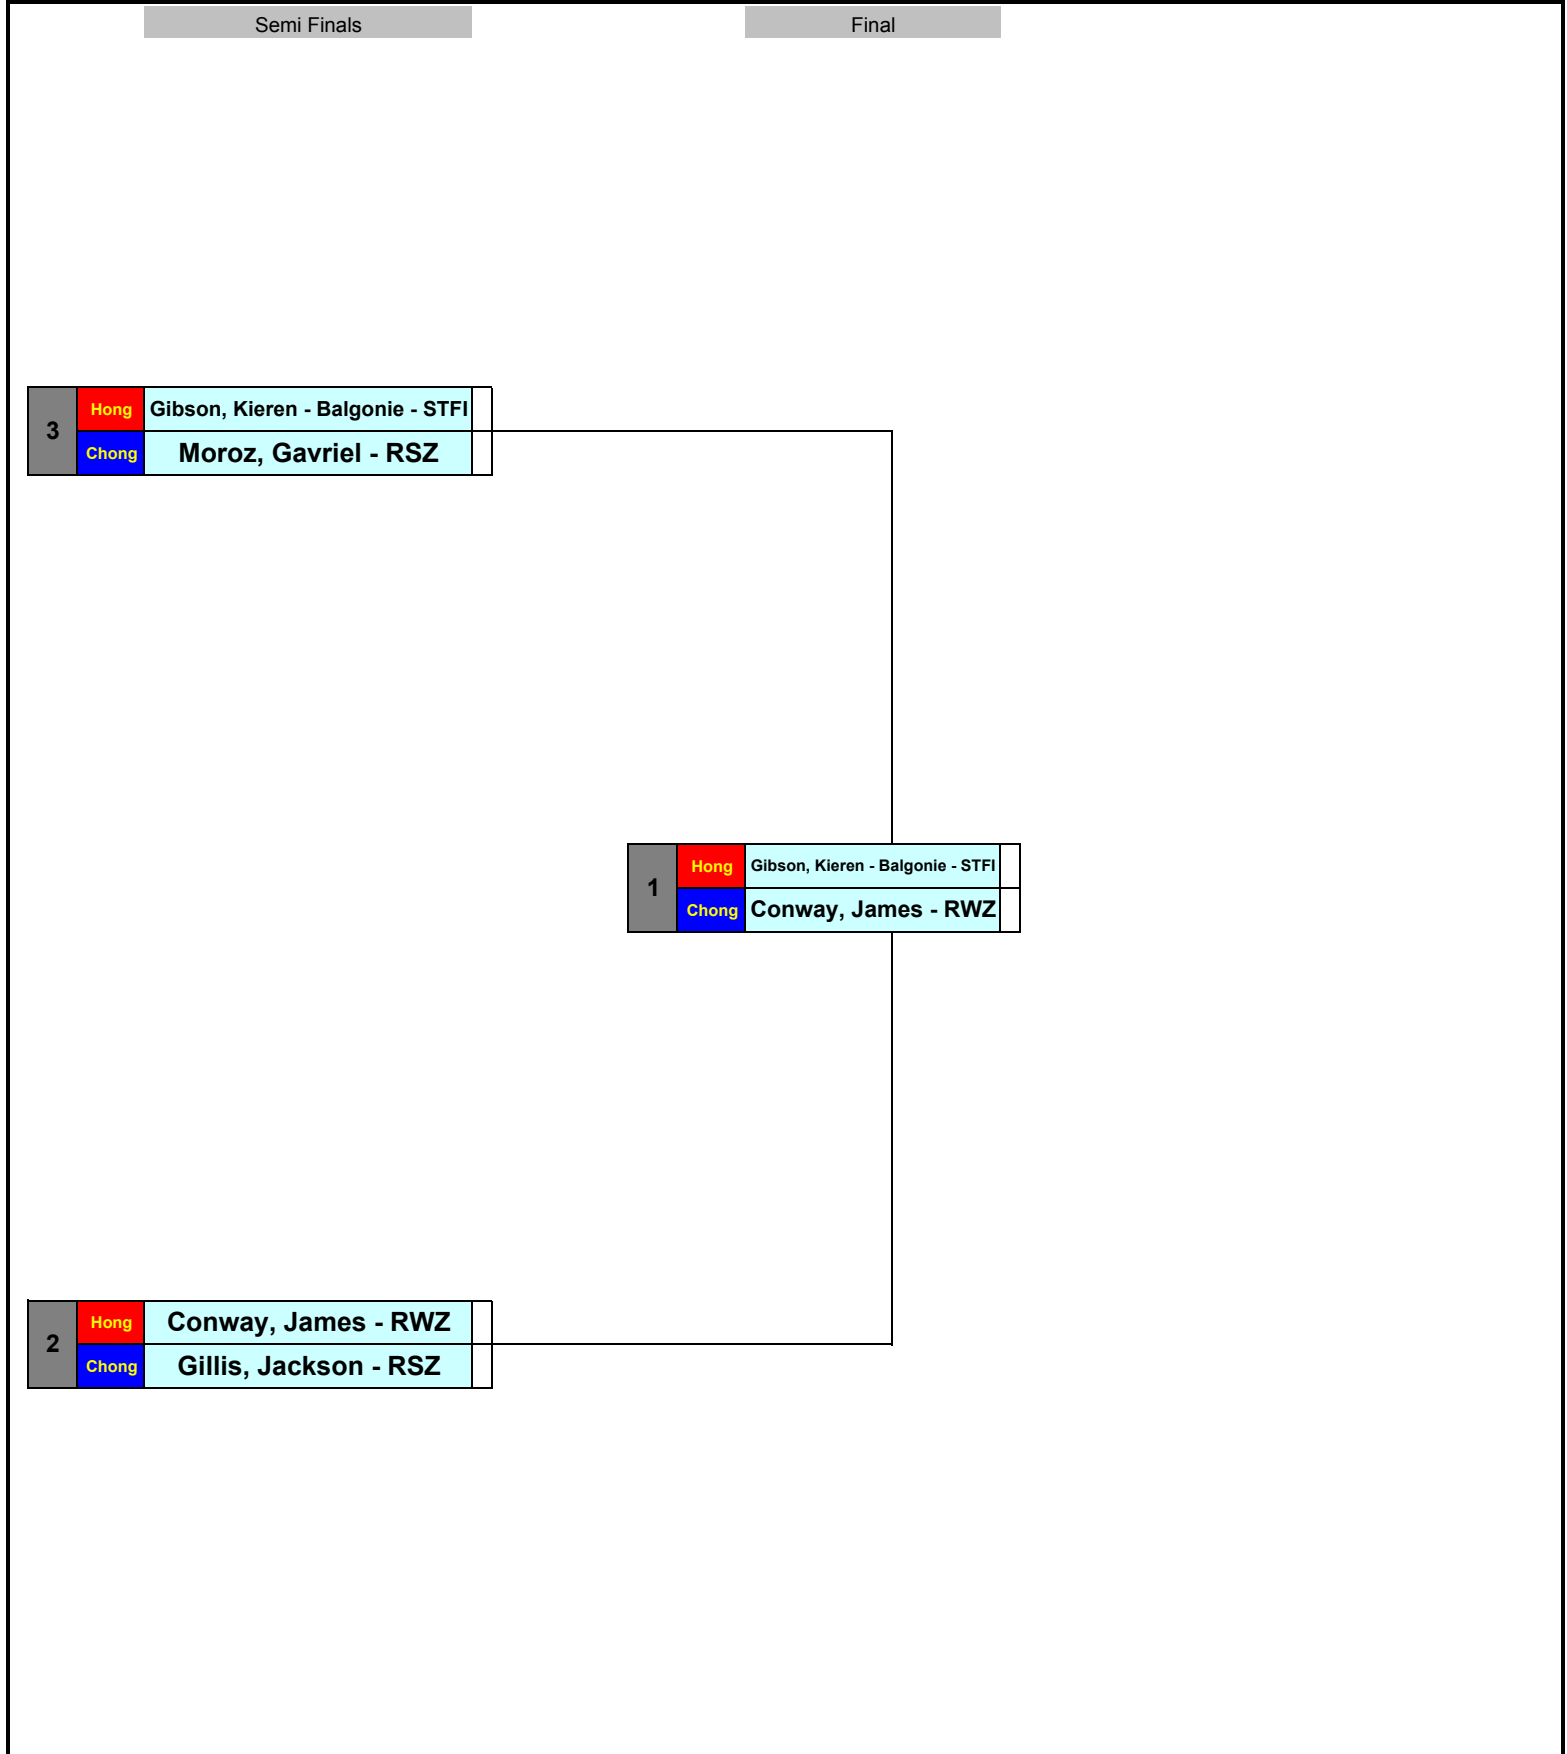 Semi Finals
Final
3
Hong
Gibson, Kieren - Balgonie - STFI
Chong
Moroz, Gavriel - RSZ
1
Hong
Gibson, Kieren - Balgonie - STFI
Chong
Conway, James - RWZ
2
Hong
Conway, James - RWZ
Chong
Gillis, Jackson - RSZ